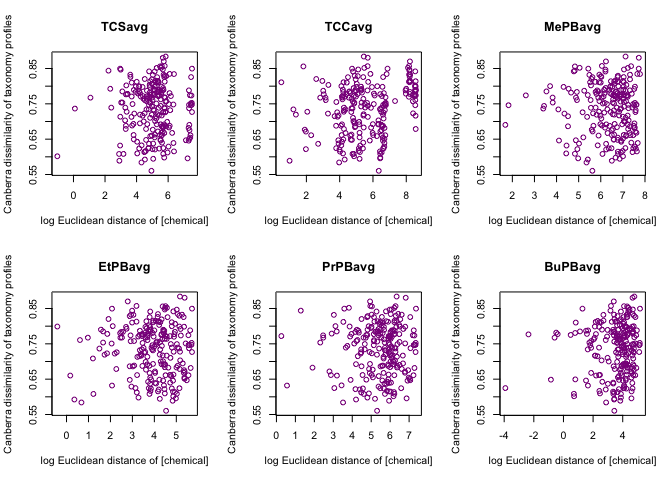 TCSavg
Canberra dissimilarity of taxonomy profiles
0.55 0.65 0.75 0.85
0 2 4 6
log Euclidean distance of [chemical]
TCCavg
Canberra dissimilarity of taxonomy profiles
0.55 0.65 0.75 0.85
2 4 6 8
log Euclidean distance of [chemical]
MePBavg
Canberra dissimilarity of taxonomy profiles
0.55 0.65 0.75 0.85
2 3 4 5 6 7 8
log Euclidean distance of [chemical]
EtPBavg
Canberra dissimilarity of taxonomy profiles
0.55 0.65 0.75 0.85
0 1 2 3 4 5
log Euclidean distance of [chemical]
PrPBavg
Canberra dissimilarity of taxonomy profiles
0.55 0.65 0.75 0.85
0 1 2 3 4 5 6 7
log Euclidean distance of [chemical]
BuPBavg
Canberra dissimilarity of taxonomy profiles
0.55 0.65 0.75 0.85
-4 -2 0 2 4
log Euclidean distance of [chemical]